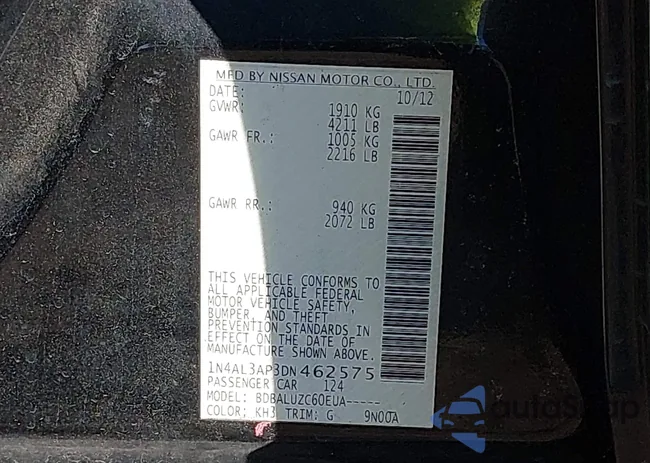 MFD BY NISSAN MOTOR CO., LTD.
DATE: 10/12
GVWR: 1910 KG
4211 LB
GAWR FR.: 1005 KG
2216 LB
GAWR RR.: 940 KG
2072 LB
THIS VEHICLE CONFORMS TO
ALL APPLICABLE FEDERAL
MOTOR VEHICLE SAFETY,
BUMPER, AND THEFT
PREVENTION STANDARDS IN
EFFECT ON THE DATE OF
MANUFACTURE SHOWN ABOVE.
1N4AL3AP3DN462575
PASSENGER CAR 124
MODEL: BDBALUZC60EUA-----
COLOR; KH3 TRIM: G 9N00A
autoSnap